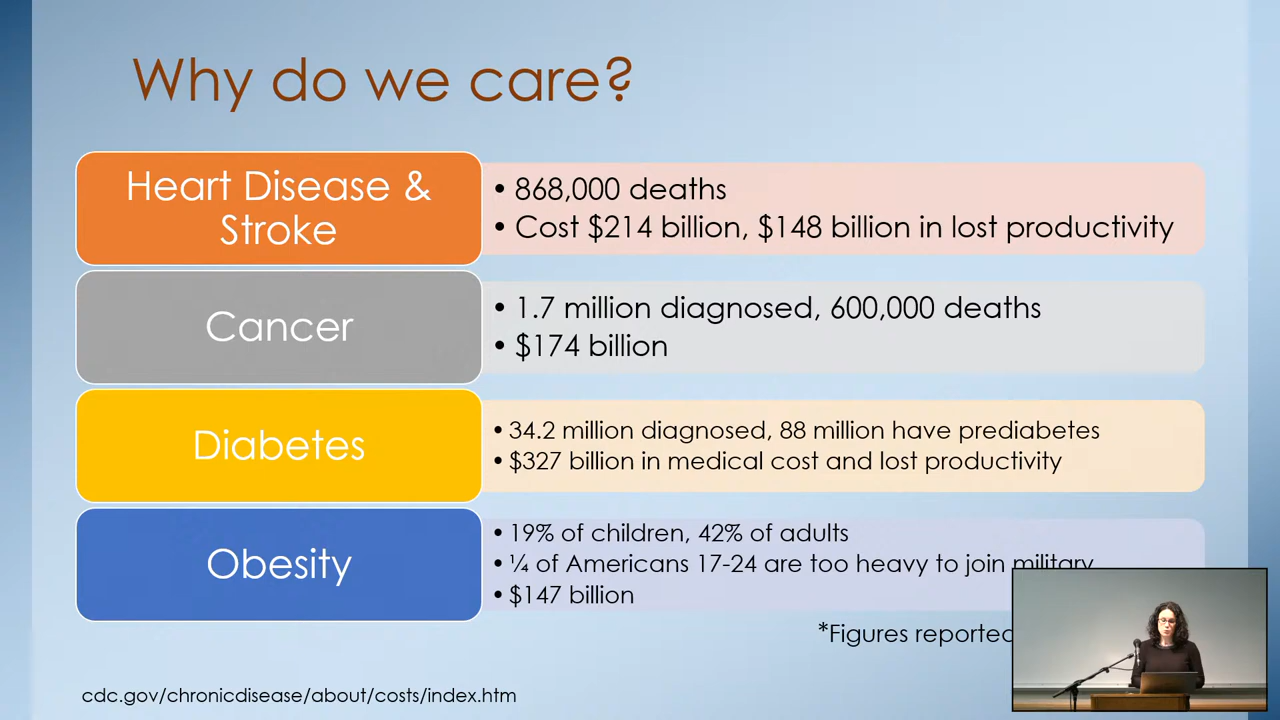 Why do we care?
Heart Disease &
Stroke
• 868,000 deaths
• Cost $214 billion, $148 billion in lost productivity
Cancer
• 1.7 million diagnosed, 600,000 deaths
• $174 billion
Diabetes
• 34.2 million diagnosed, 88 million have prediabetes
• $327 billion in medical cost and lost productivity
Obesity
• 19% of children, 42% of adults
• ¼ of Americans 17-24 are too heavy to join military
• $147 billion
*Figures reported
cdc.gov/chronicdisease/about/costs/index.htm